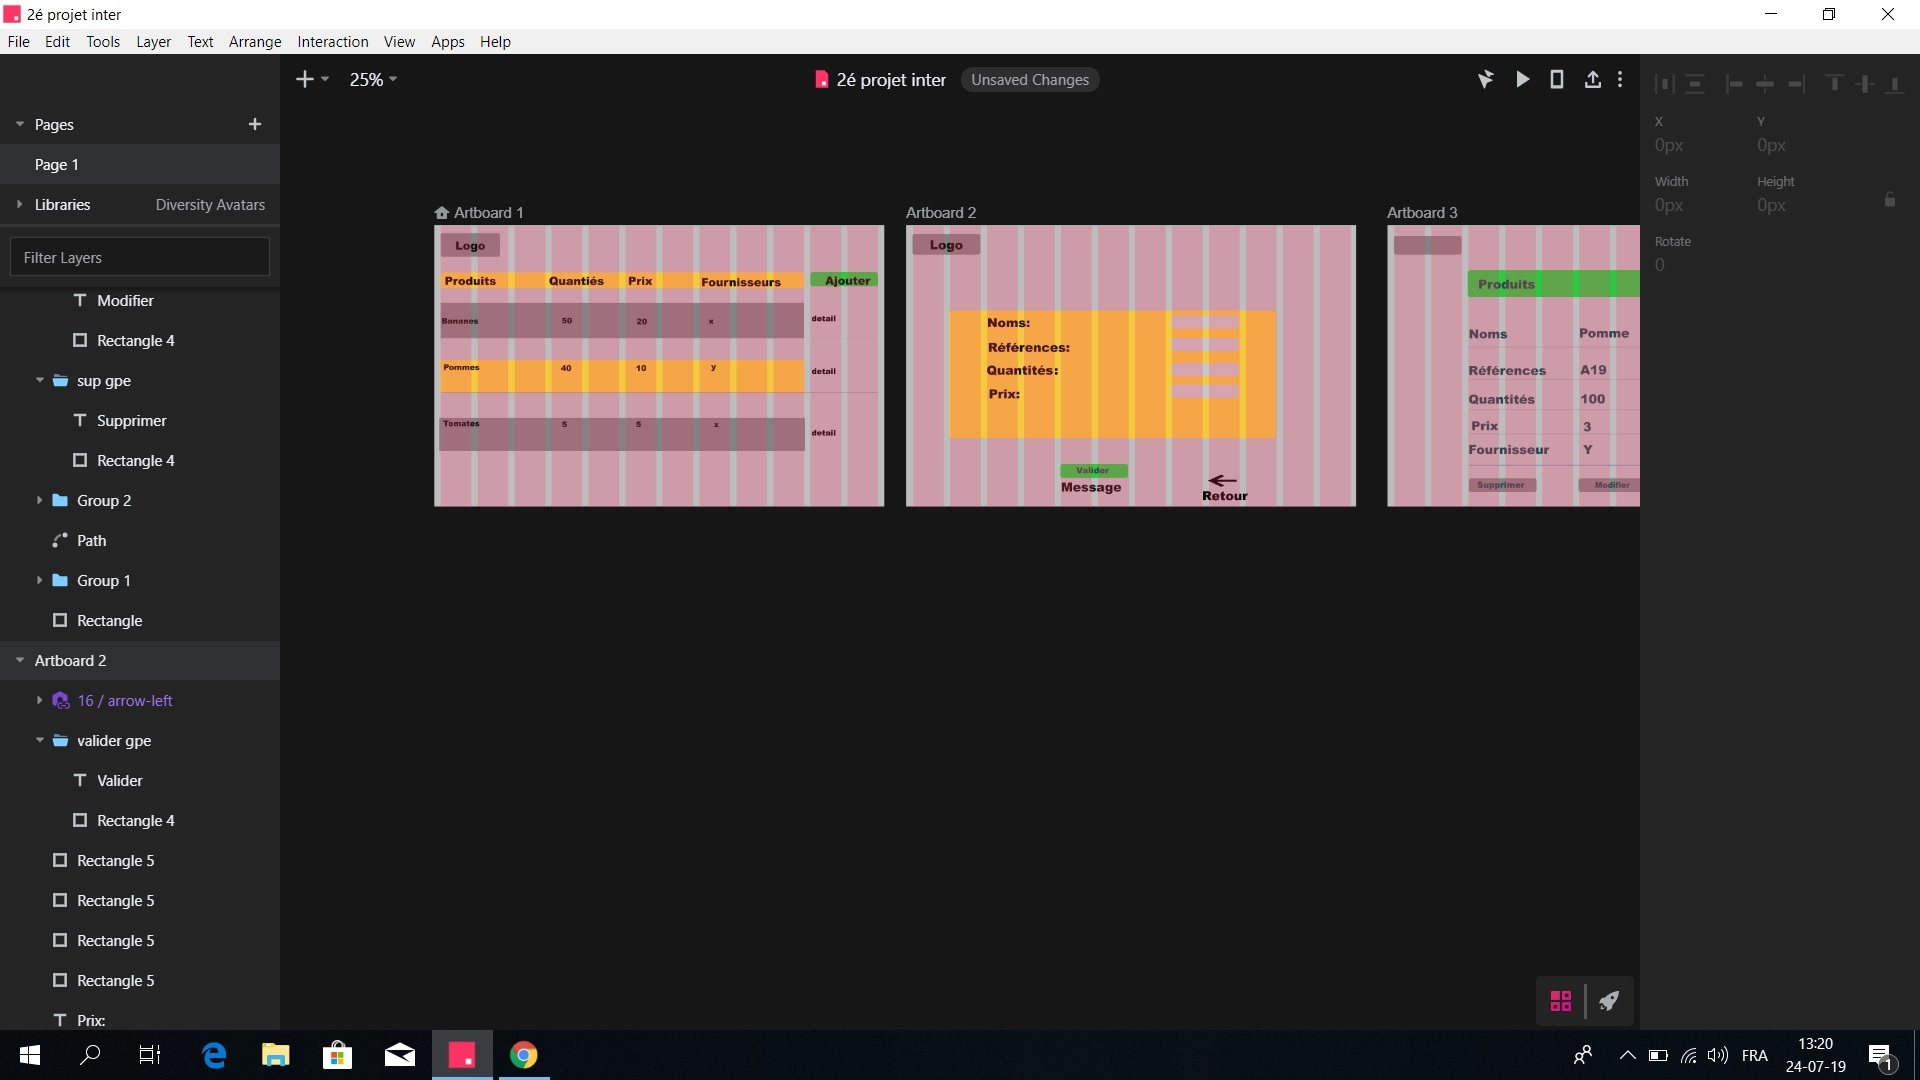 2é projet inter
File Edit Tools Layer Text Arrange Interaction View Apps Help
25%
2é projet inter Unsaved Changes
Pages
Page 1
Libraries Diversity Avatars
Filter Layers
Modifier
Rectangle 4
sup gpe
Supprimer
Rectangle 4
Group 2
Path
Group 1
Rectangle
Artboard 2
16 / arrow-left
valider gpe
Valider
Rectangle 4
Rectangle 5
Rectangle 5
Rectangle 5
Rectangle 5
Prix:
Artboard 1
Logo
Produits Quantiés Prix Fournisseurs Ajouter
Bananes 50 20 x detail
Pommes 40 10 y detail
Tomates 5 5 z detail
Artboard 2
Logo
Noms:
Références:
Quantités:
Prix:
Valider
Message
Retour
Artboard 3
Produits
Noms Pomme
Références A19
Quantités 100
Prix 3
Fournisseur Y
Supprimer Modifier
X Y
0px 0px
Width Height
0px 0px
Rotate
0
FRA
13:20
24-07-19
1